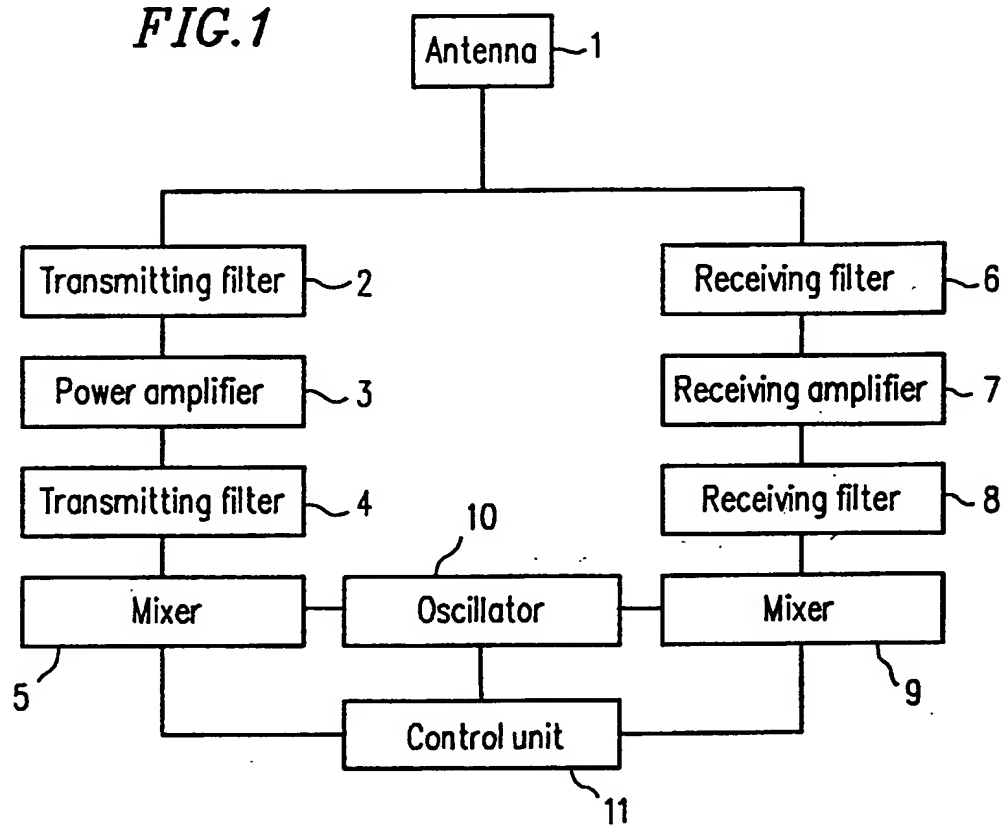 FIG.1
Antenna 1
Transmitting filter 2
Receiving filter 6
Power amplifier 3
Receiving amplifier 7
Transmitting filter 4
Receiving filter 8
10
Mixer
Oscillator
Mixer
5
9
Control unit
11